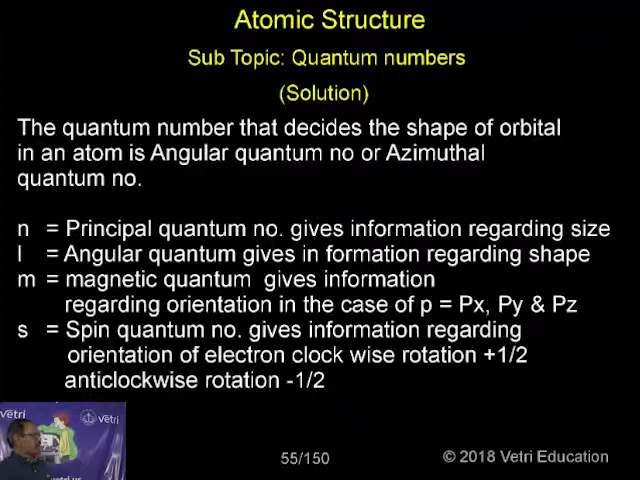 Atomic Structure
Sub Topic: Quantum numbers
(Solution)
The quantum number that decides the shape of orbital
in an atom is Angular quantum no or Azimuthal
quantum no.
n = Principal quantum no. gives information regarding size
l = Angular quantum gives in formation regarding shape
m = magnetic quantum gives information
regarding orientation in the case of p = Px, Py & Pz
s = Spin quantum no. gives information regarding
orientation of electron clock wise rotation +1/2
anticlockwise rotation -1/2
vetri
vetri
55/150
© 2018 Vetri Education